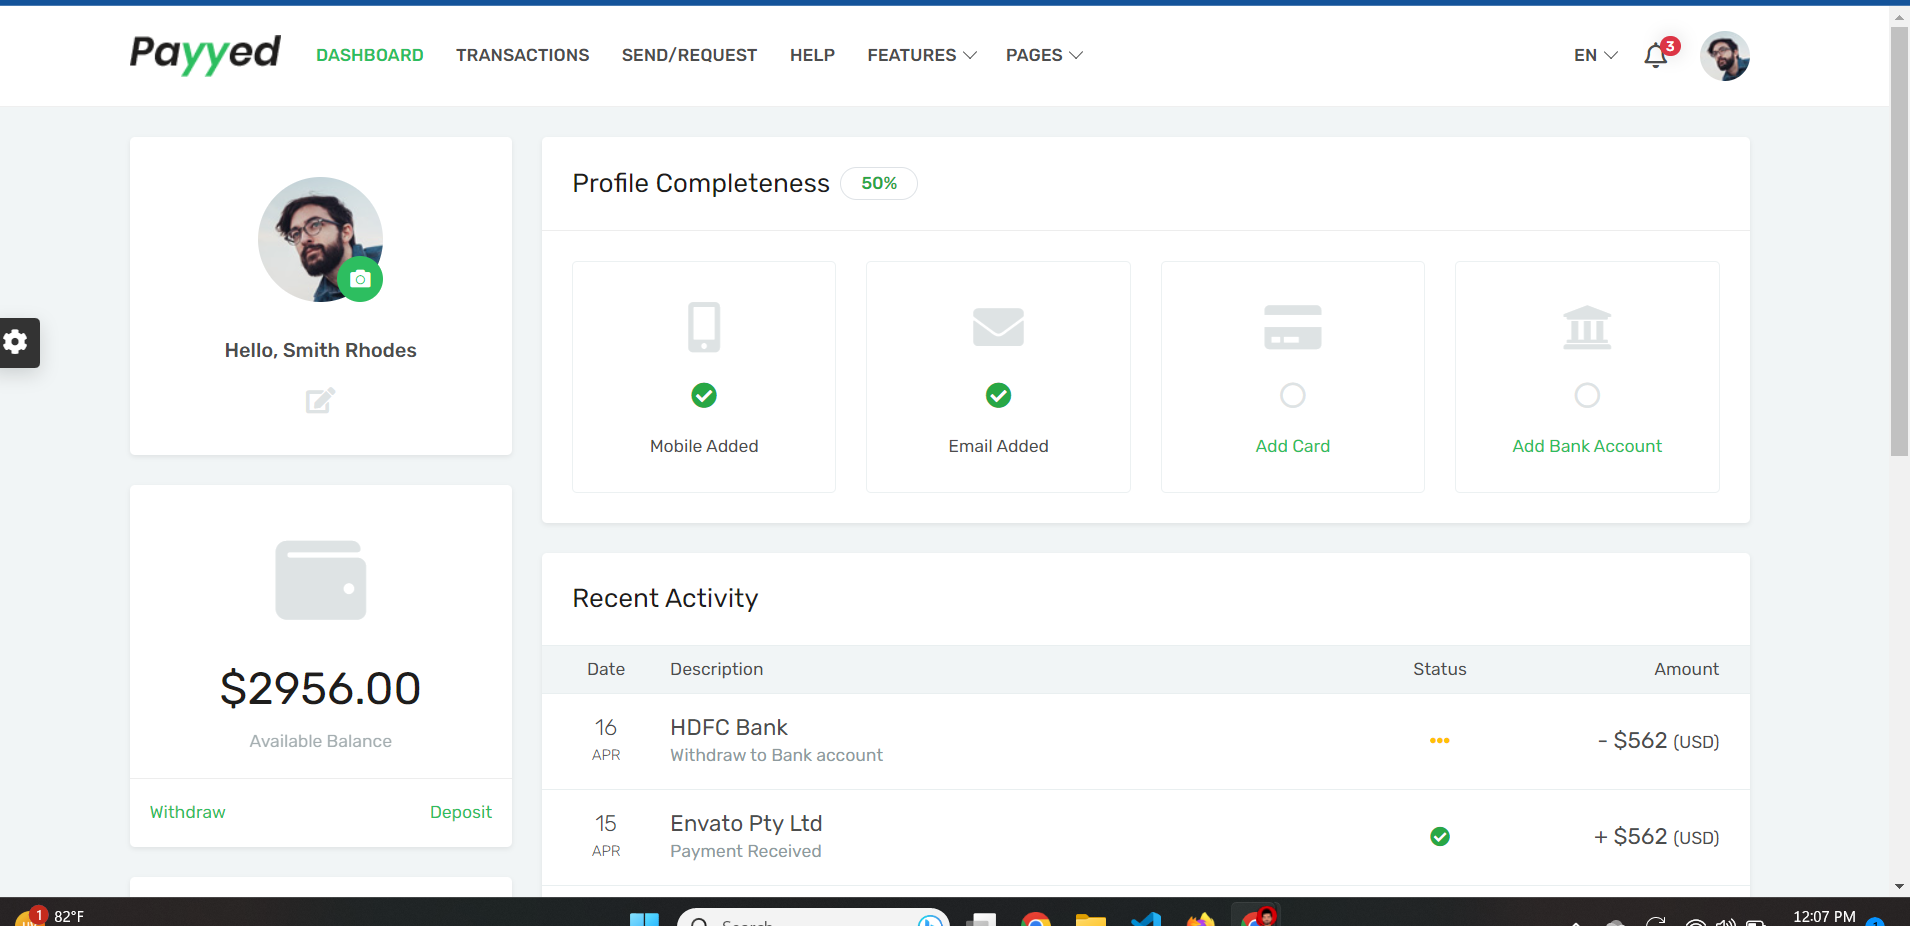 Payyed
DASHBOARD TRANSACTIONS SEND/REQUEST HELP FEATURES PAGES
EN
3
Hello, Smith Rhodes
$2956.00
Available Balance
Withdraw Deposit
Profile Completeness 50%
Mobile Added
Email Added
Add Card
Add Bank Account
Recent Activity
Date Description Status Amount
16 HDFC Bank - $562 (USD)
APR Withdraw to Bank account
15 Envato Pty Ltd + $562 (USD)
APR Payment Received
1 82°F
Search
12:07 PM